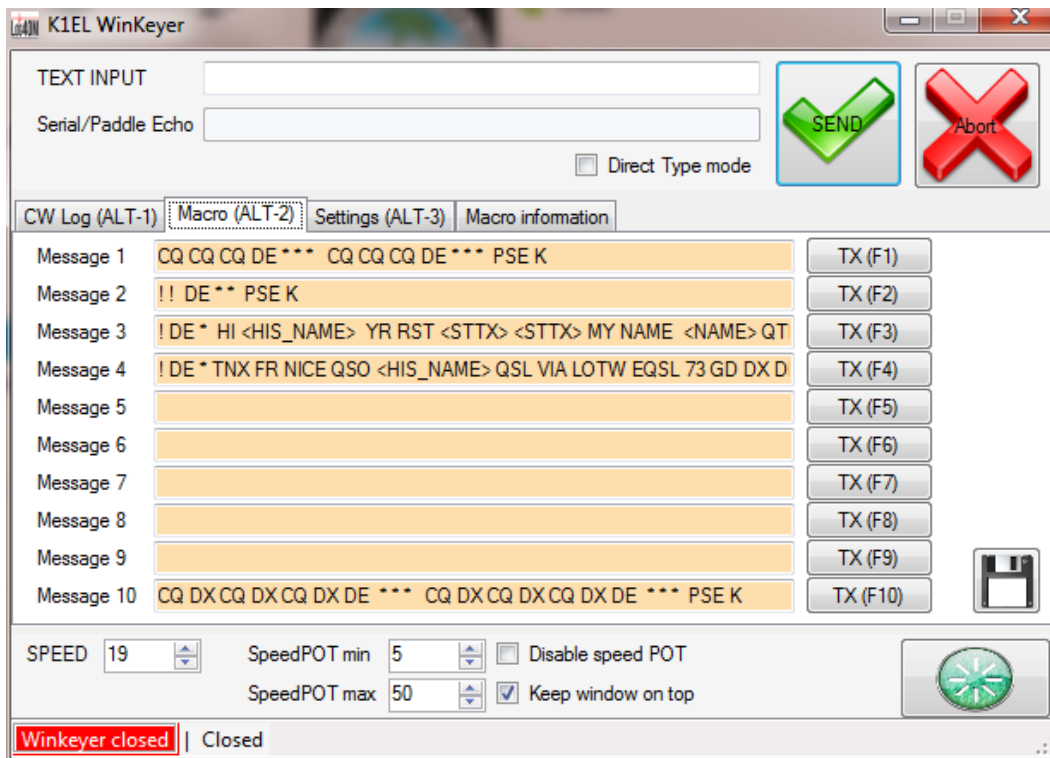 Log4OM K1EL WinKeyer
TEXT INPUT
SEND
Abort
Serial/Paddle Echo
Direct Type mode
CW Log (ALT-1) Macro (ALT-2) Settings (ALT-3) Macro information
Message 1 CQ CQ CQ DE * * * CQ CQ CQ DE * * * PSE K TX (F1)
Message 2 ! ! DE * * PSE K TX (F2)
Message 3 ! DE * HI <HIS_NAME> YR RST <STTX> <STTX> MY NAME <NAME> QT TX (F3)
Message 4 ! DE * TNX FR NICE QSO <HIS_NAME> QSL VIA LOTW EQSL 73 GD DX D TX (F4)
Message 5 TX (F5)
Message 6 TX (F6)
Message 7 TX (F7)
Message 8 TX (F8)
Message 9 TX (F9)
Message 10 CQ DX CQ DX CQ DX DE * * * CQ DX CQ DX CQ DX DE * * * PSE K TX (F10)
SPEED 19 SpeedPOT min 5 Disable speed POT
SpeedPOT max 50 Keep window on top
Winkeyer closed | Closed